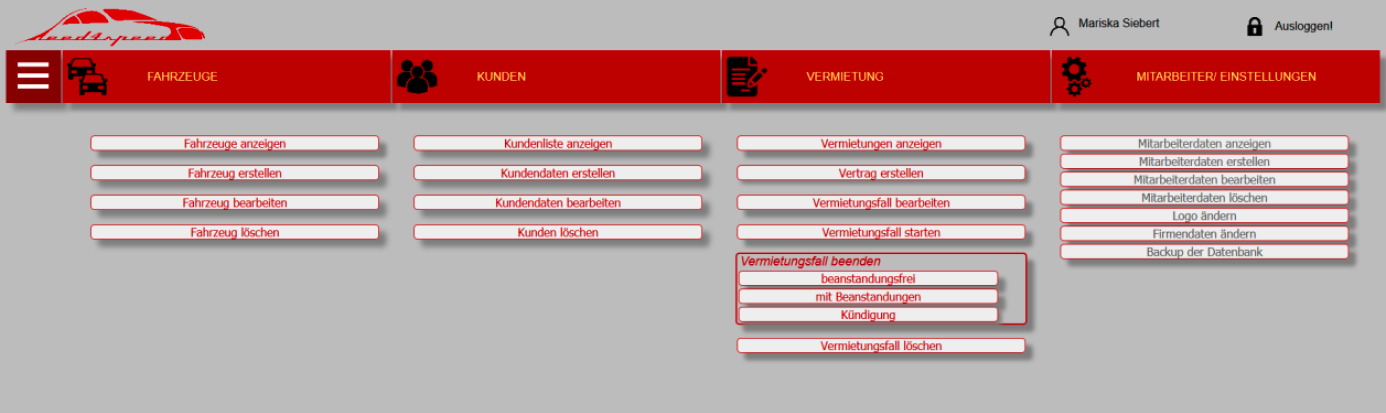 need4speed
Mariska Siebert
Ausloggen!
FAHRZEUGE
KUNDEN
VERMIETUNG
MITARBEITER/ EINSTELLUNGEN
Fahrzeuge anzeigen
Fahrzeug erstellen
Fahrzeug bearbeiten
Fahrzeug löschen
Kundenliste anzeigen
Kundendaten erstellen
Kundendaten bearbeiten
Kunden löschen
Vermietungen anzeigen
Vertrag erstellen
Vermietungsfall bearbeiten
Vermietungsfall starten
Vermietungsfall beenden
beanstandungsfrei
mit Beanstandungen
Kündigung
Vermietungsfall löschen
Mitarbeiterdaten anzeigen
Mitarbeiterdaten erstellen
Mitarbeiterdaten bearbeiten
Mitarbeiterdaten löschen
Logo ändern
Firmendaten ändern
Backup der Datenbank